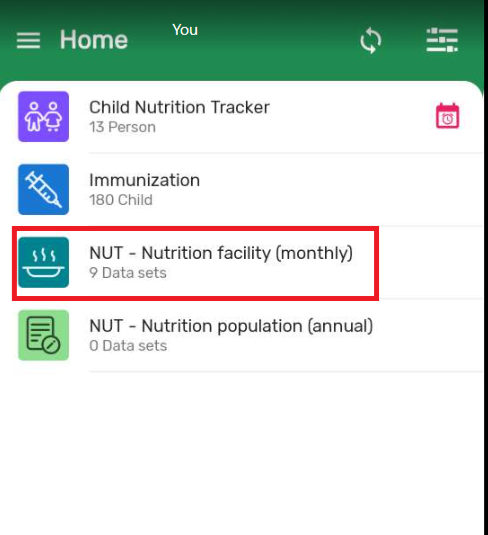 Home
You
Child Nutrition Tracker
13 Person
Immunization
180 Child
NUT - Nutrition facility (monthly)
9 Data sets
NUT - Nutrition population (annual)
0 Data sets